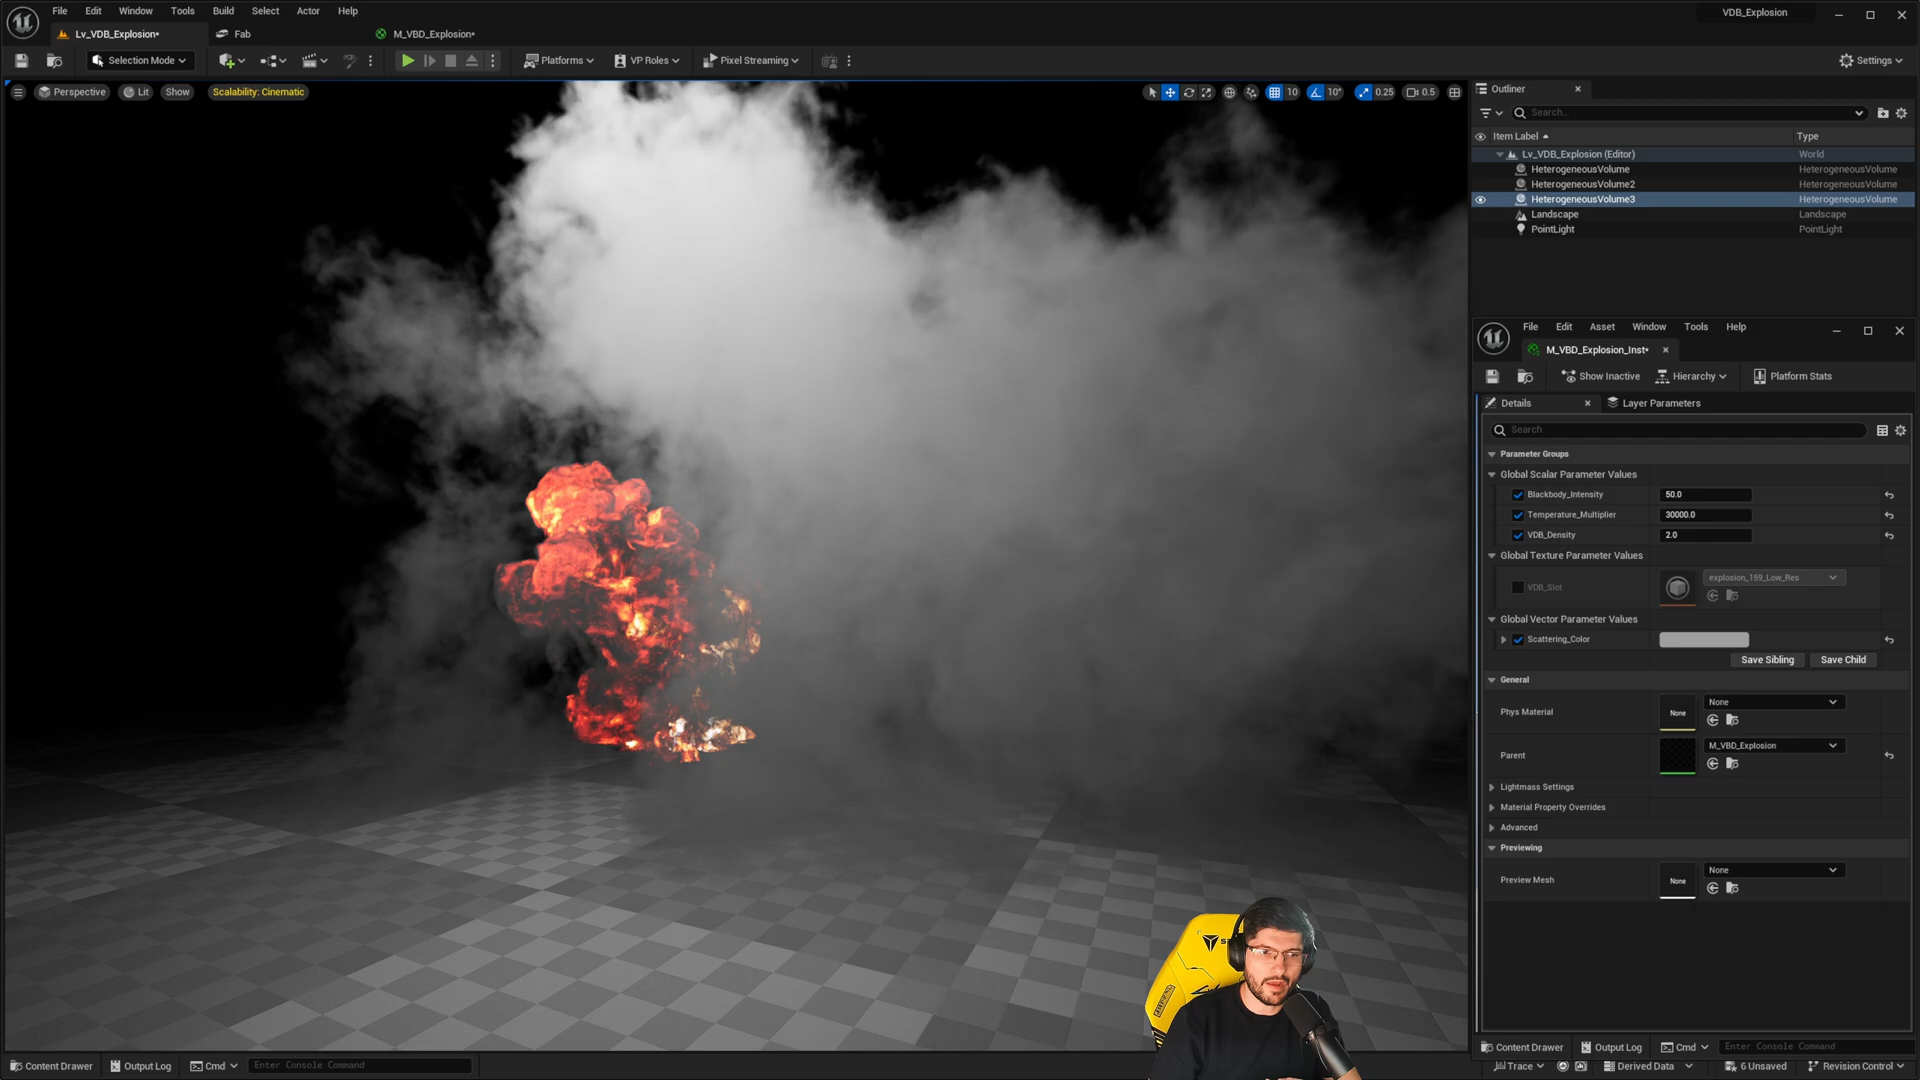 File Edit Window Tools Build Select Actor Help
VDB_Explosion
Lv_VDB_Explosion*
Fab
M_VBD_Explosion*
Selection Mode
Platforms
VP Roles
Pixel Streaming
Settings
Perspective
Lit
Show
Scalability: Cinematic
10
10°
0.25
0.5
Outliner
Search...
Item Label
Type
Lv_VDB_Explosion (Editor)
World
HeterogeneousVolume
HeterogeneousVolume
HeterogeneousVolume2
HeterogeneousVolume
HeterogeneousVolume3
HeterogeneousVolume
Landscape
Landscape
PointLight
PointLight
File Edit Asset Window Tools Help
M_VBD_Explosion_Inst*
Show Inactive
Hierarchy
Platform Stats
Details
Layer Parameters
Search
Parameter Groups
Global Scalar Parameter Values
Blackbody_Intensity
50.0
Temperature_Multiplier
30000.0
VDB_Density
2.0
Global Texture Parameter Values
VDB_Slot
explosion_159_Low_Res
Global Vector Parameter Values
Scattering_Color
Save Sibling
Save Child
General
Phys Material
None
None
Parent
M_VBD_Explosion
Lightmass Settings
Material Property Overrides
Advanced
Previewing
Preview Mesh
None
None
Content Drawer
Output Log
Cmd
Enter Console Command
Content Drawer
Output Log
Cmd
Enter Console Command
Trace
Derived Data
6 Unsaved
Revision Control